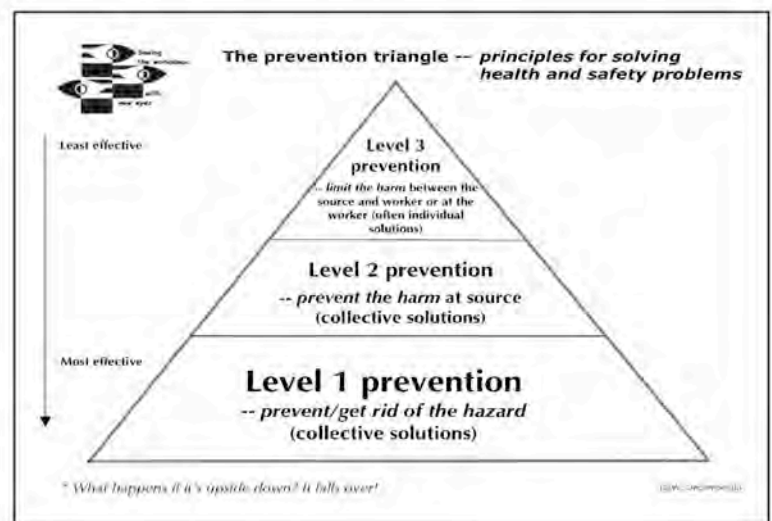 Seeing
the workplace
with
new eyes
The prevention triangle -- principles for solving
health and safety problems
Least effective
Level 3
prevention
-- limit the harm between the
source and worker or at the
worker (often individual
solutions)
Level 2 prevention
-- prevent the harm at source
(collective solutions)
Most effective
Level 1 prevention
-- prevent/get rid of the hazard
(collective solutions)
* What happens if it's upside down? It falls over!